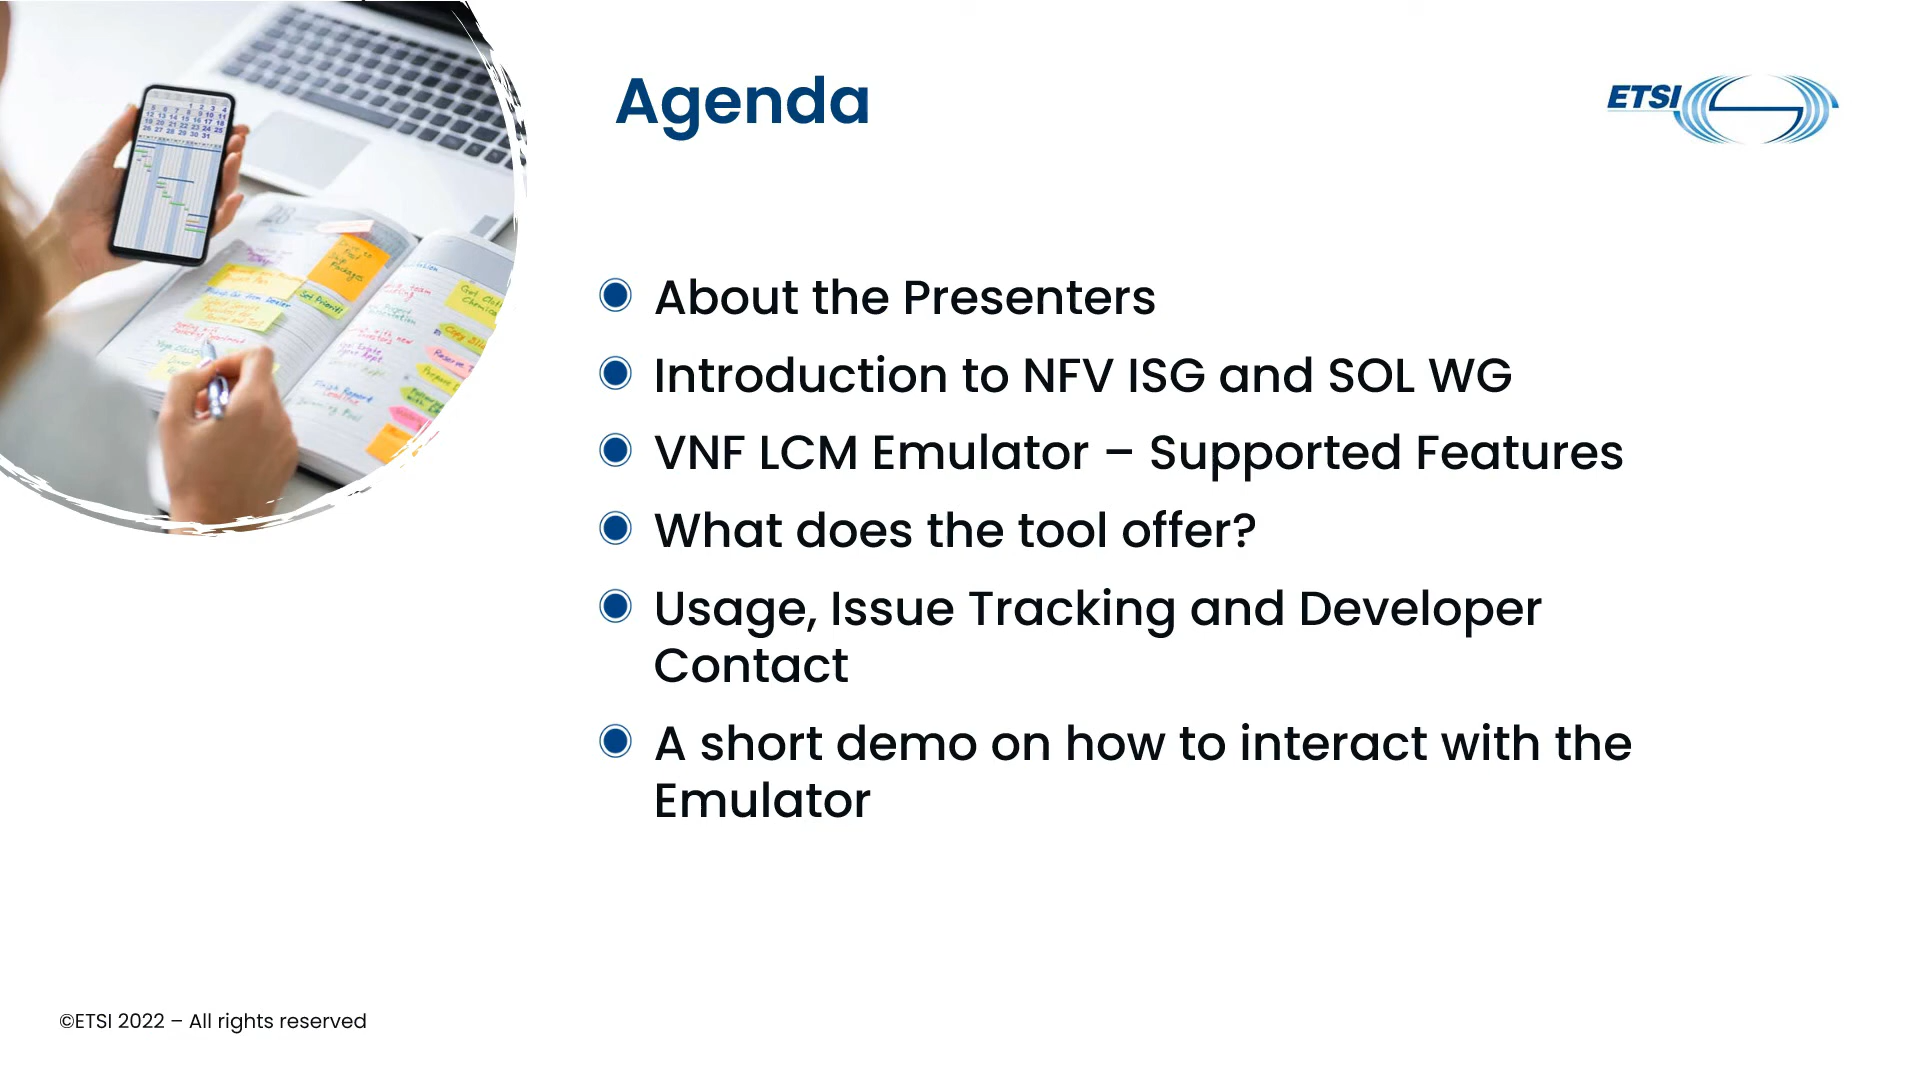 Agenda
ETSI
About the Presenters
Introduction to NFV ISG and SOL WG
VNF LCM Emulator – Supported Features
What does the tool offer?
Usage, Issue Tracking and Developer
Contact
A short demo on how to interact with the
Emulator
©ETSI 2022 – All rights reserved